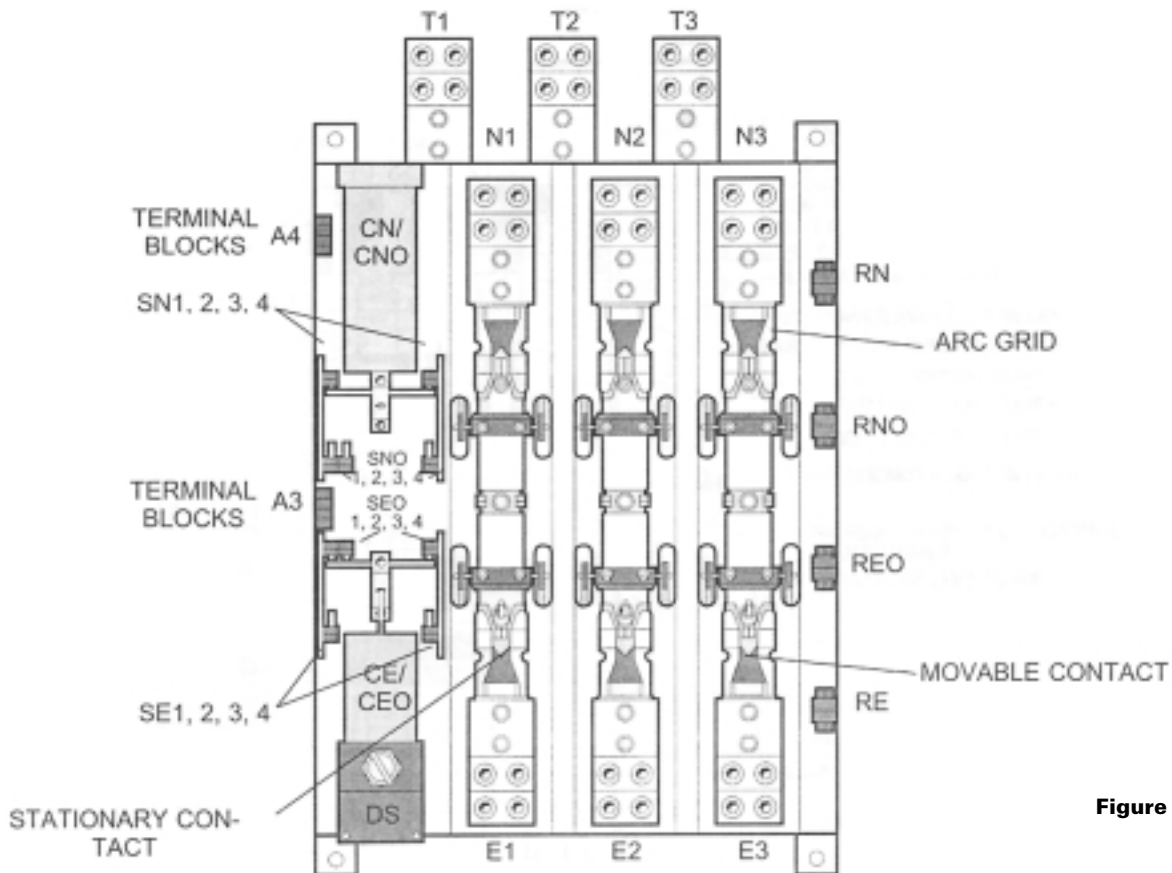 T1 T2 T3
N1 N2 N3
TERMINAL
BLOCKS
A4
CN/
CNO
RN
SN1, 2, 3, 4
ARC GRID
RNO
SNO
1, 2, 3, 4
TERMINAL
BLOCKS
A3
SEO
1, 2, 3, 4
REO
MOVABLE CONTACT
CE/
CEO
RE
SE1, 2, 3, 4
DS
STATIONARY CON-
TACT
Figure
E1 E2 E3